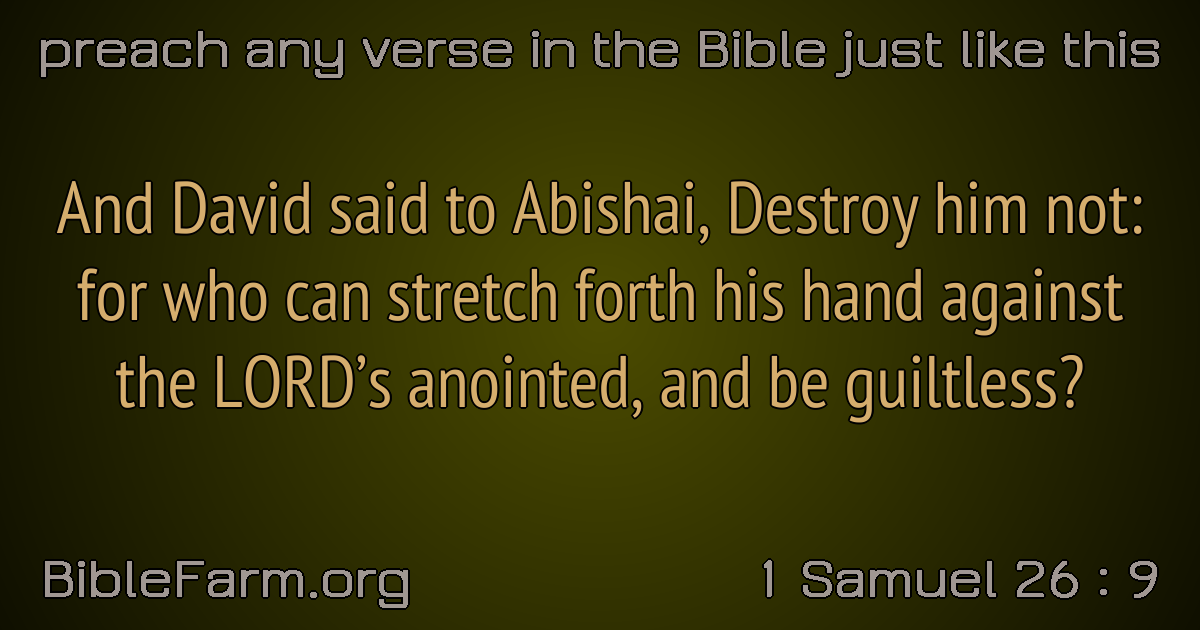 preach any verse in the Bible just like this
And David said to Abishai, Destroy him not:
for who can stretch forth his hand against
the LORD’s anointed, and be guiltless?
BibleFarm.org
1 Samuel 26 : 9